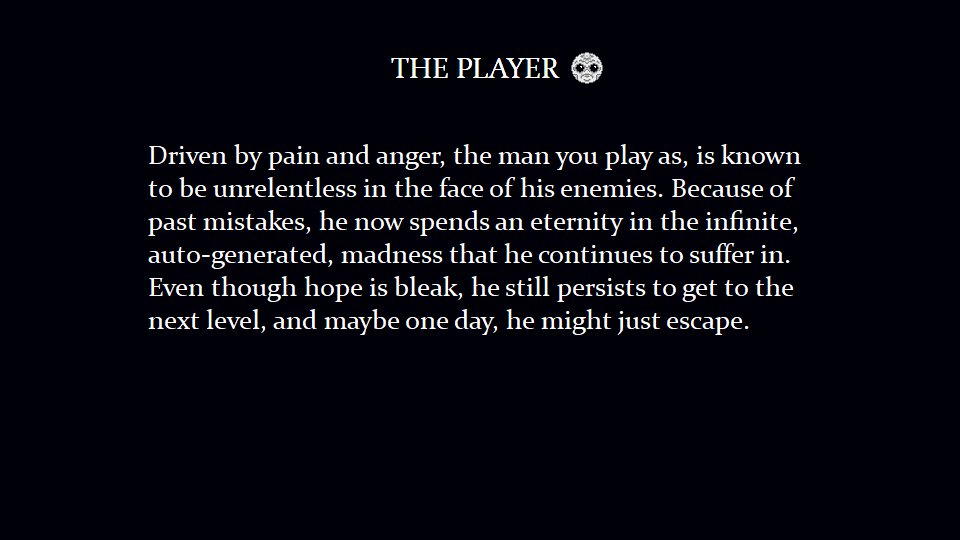 THE PLAYER
Driven by pain and anger, the man you play as, is known
to be unrelentless in the face of his enemies. Because of
past mistakes, he now spends an eternity in the infinite,
auto-generated, madness that he continues to suffer in.
Even though hope is bleak, he still persists to get to the
next level, and maybe one day, he might just escape.